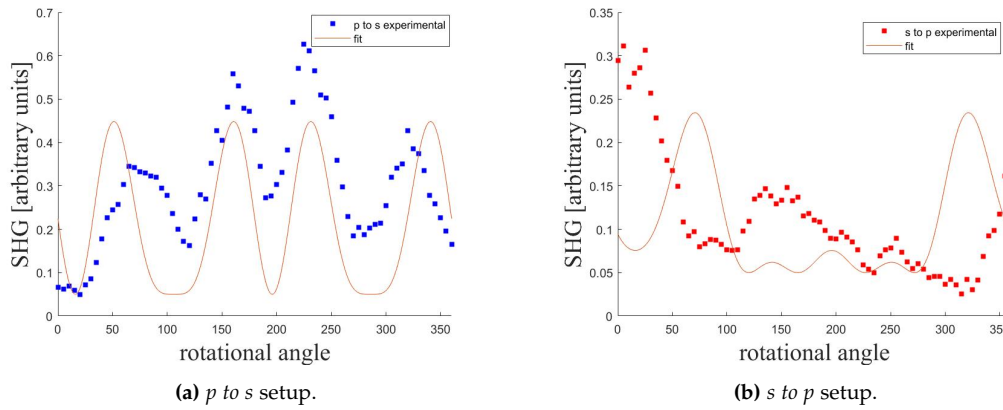 0.7
0.6
0.5
0.4
0.3
0.2
0.1
0
SHG [arbitrary units]
p to s experimental
fit
0 50 100 150 200 250 300 350
rotational angle
(a) p to s setup.
0.35
0.3
0.25
0.2
0.15
0.1
0.05
0
SHG [arbitrary units]
s to p experimental
fit
0 50 100 150 200 250 300 35
rotational angle
(b) s to p setup.